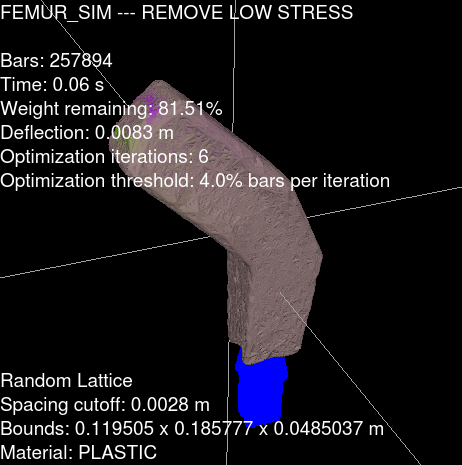 FEMUR_SIM --- REMOVE LOW STRESS
Bars: 257894
Time: 0.06 s
Weight remaining: 81.51%
Deflection: 0.0083 m
Optimization iterations: 6
Optimization threshold: 4.0% bars per iteration
Random Lattice
Spacing cutoff: 0.0028 m
Bounds: 0.119505 x 0.185777 x 0.0485037 m
Material: PLASTIC